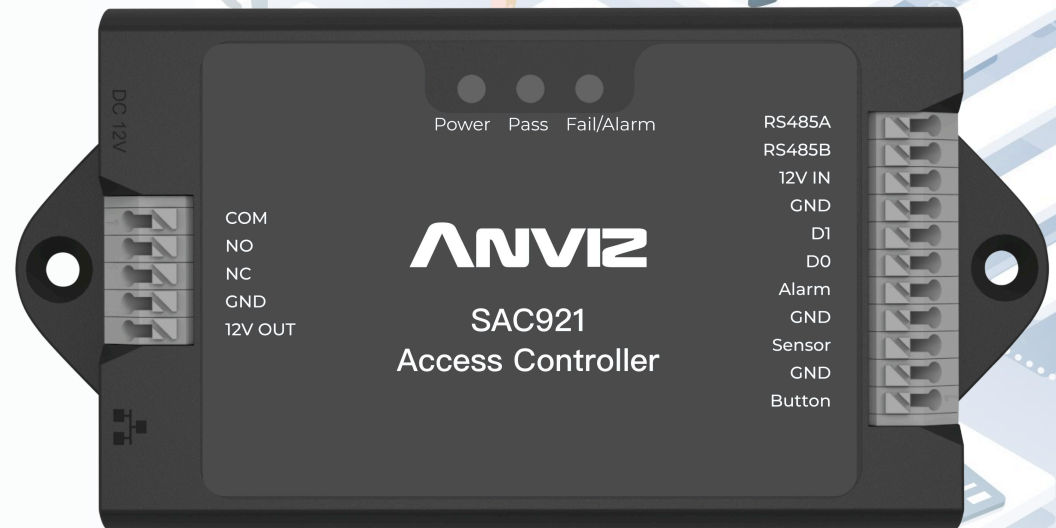 DC 12V
Power Pass Fail/Alarm
COM
NO
NC
GND
12V OUT
ANVIZ
SAC921
Access Controller
RS485A
RS485B
12V IN
GND
D1
D0
Alarm
GND
Sensor
GND
Button